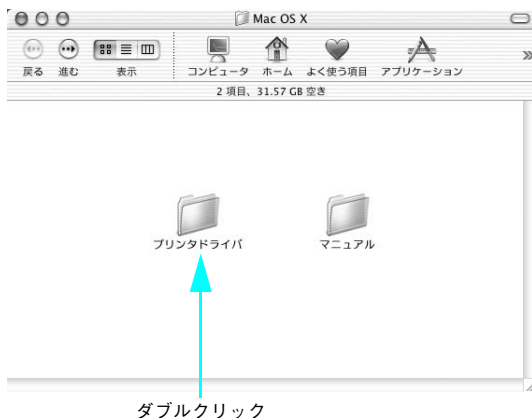 Mac OS X
戻る 進む 表示 コンピュータ ホーム よく使う項目 アプリケーション
2 項目、31.57 GB 空き
プリンタドライバ マニュアル
ダブルクリック